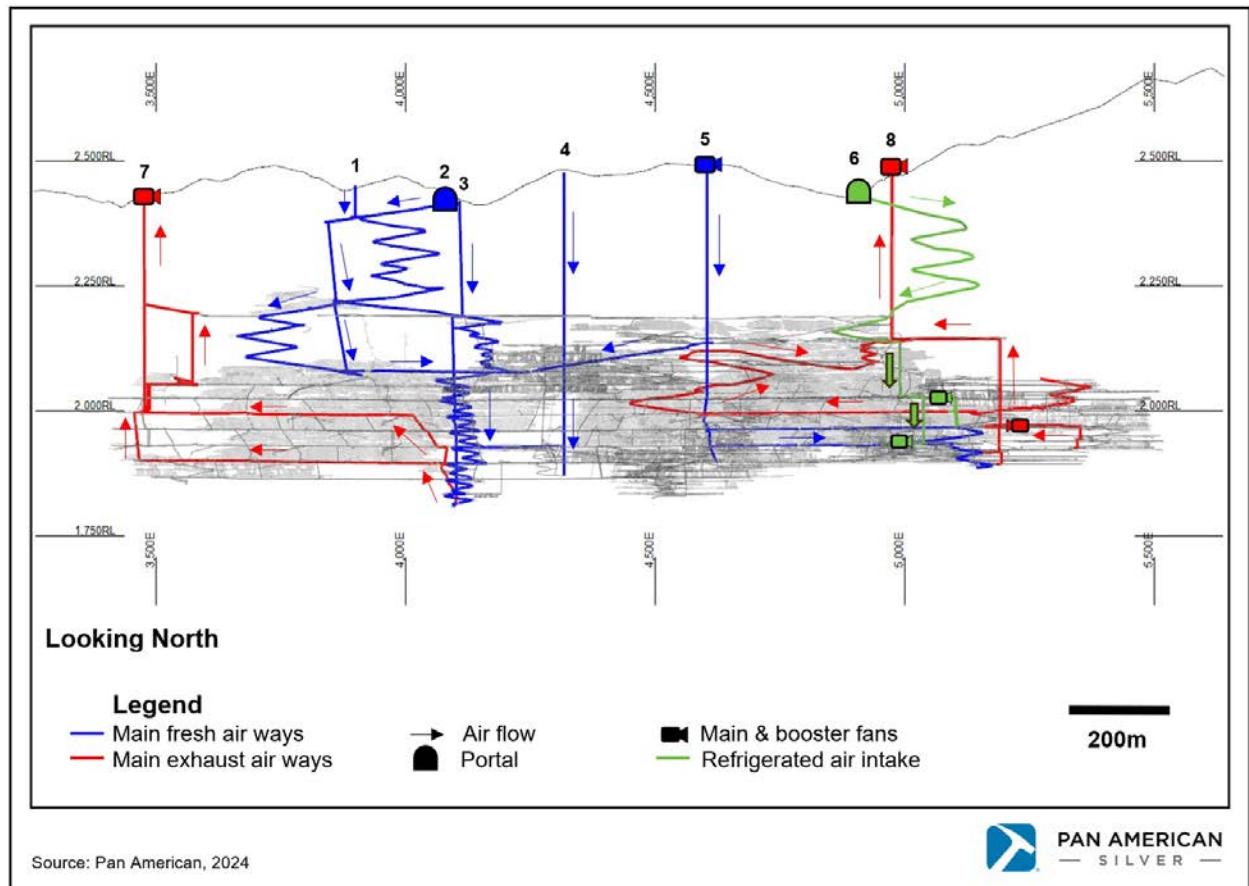 3,500E 4,000E 4,500E 5,000E 5,500E
2,500RL 2,500RL
7 1 2 3 4 5 6 8
2,250RL 2,250RL
2,000RL 2,000RL
1,750RL 1,750RL
3,500E 4,000E 4,500E 5,000E 5,500E
Looking North
Legend
Main fresh air ways Air flow Main & booster fans
Main exhaust air ways Portal Refrigerated air intake
200m
Source: Pan American, 2024
PAN AMERICAN
SILVER